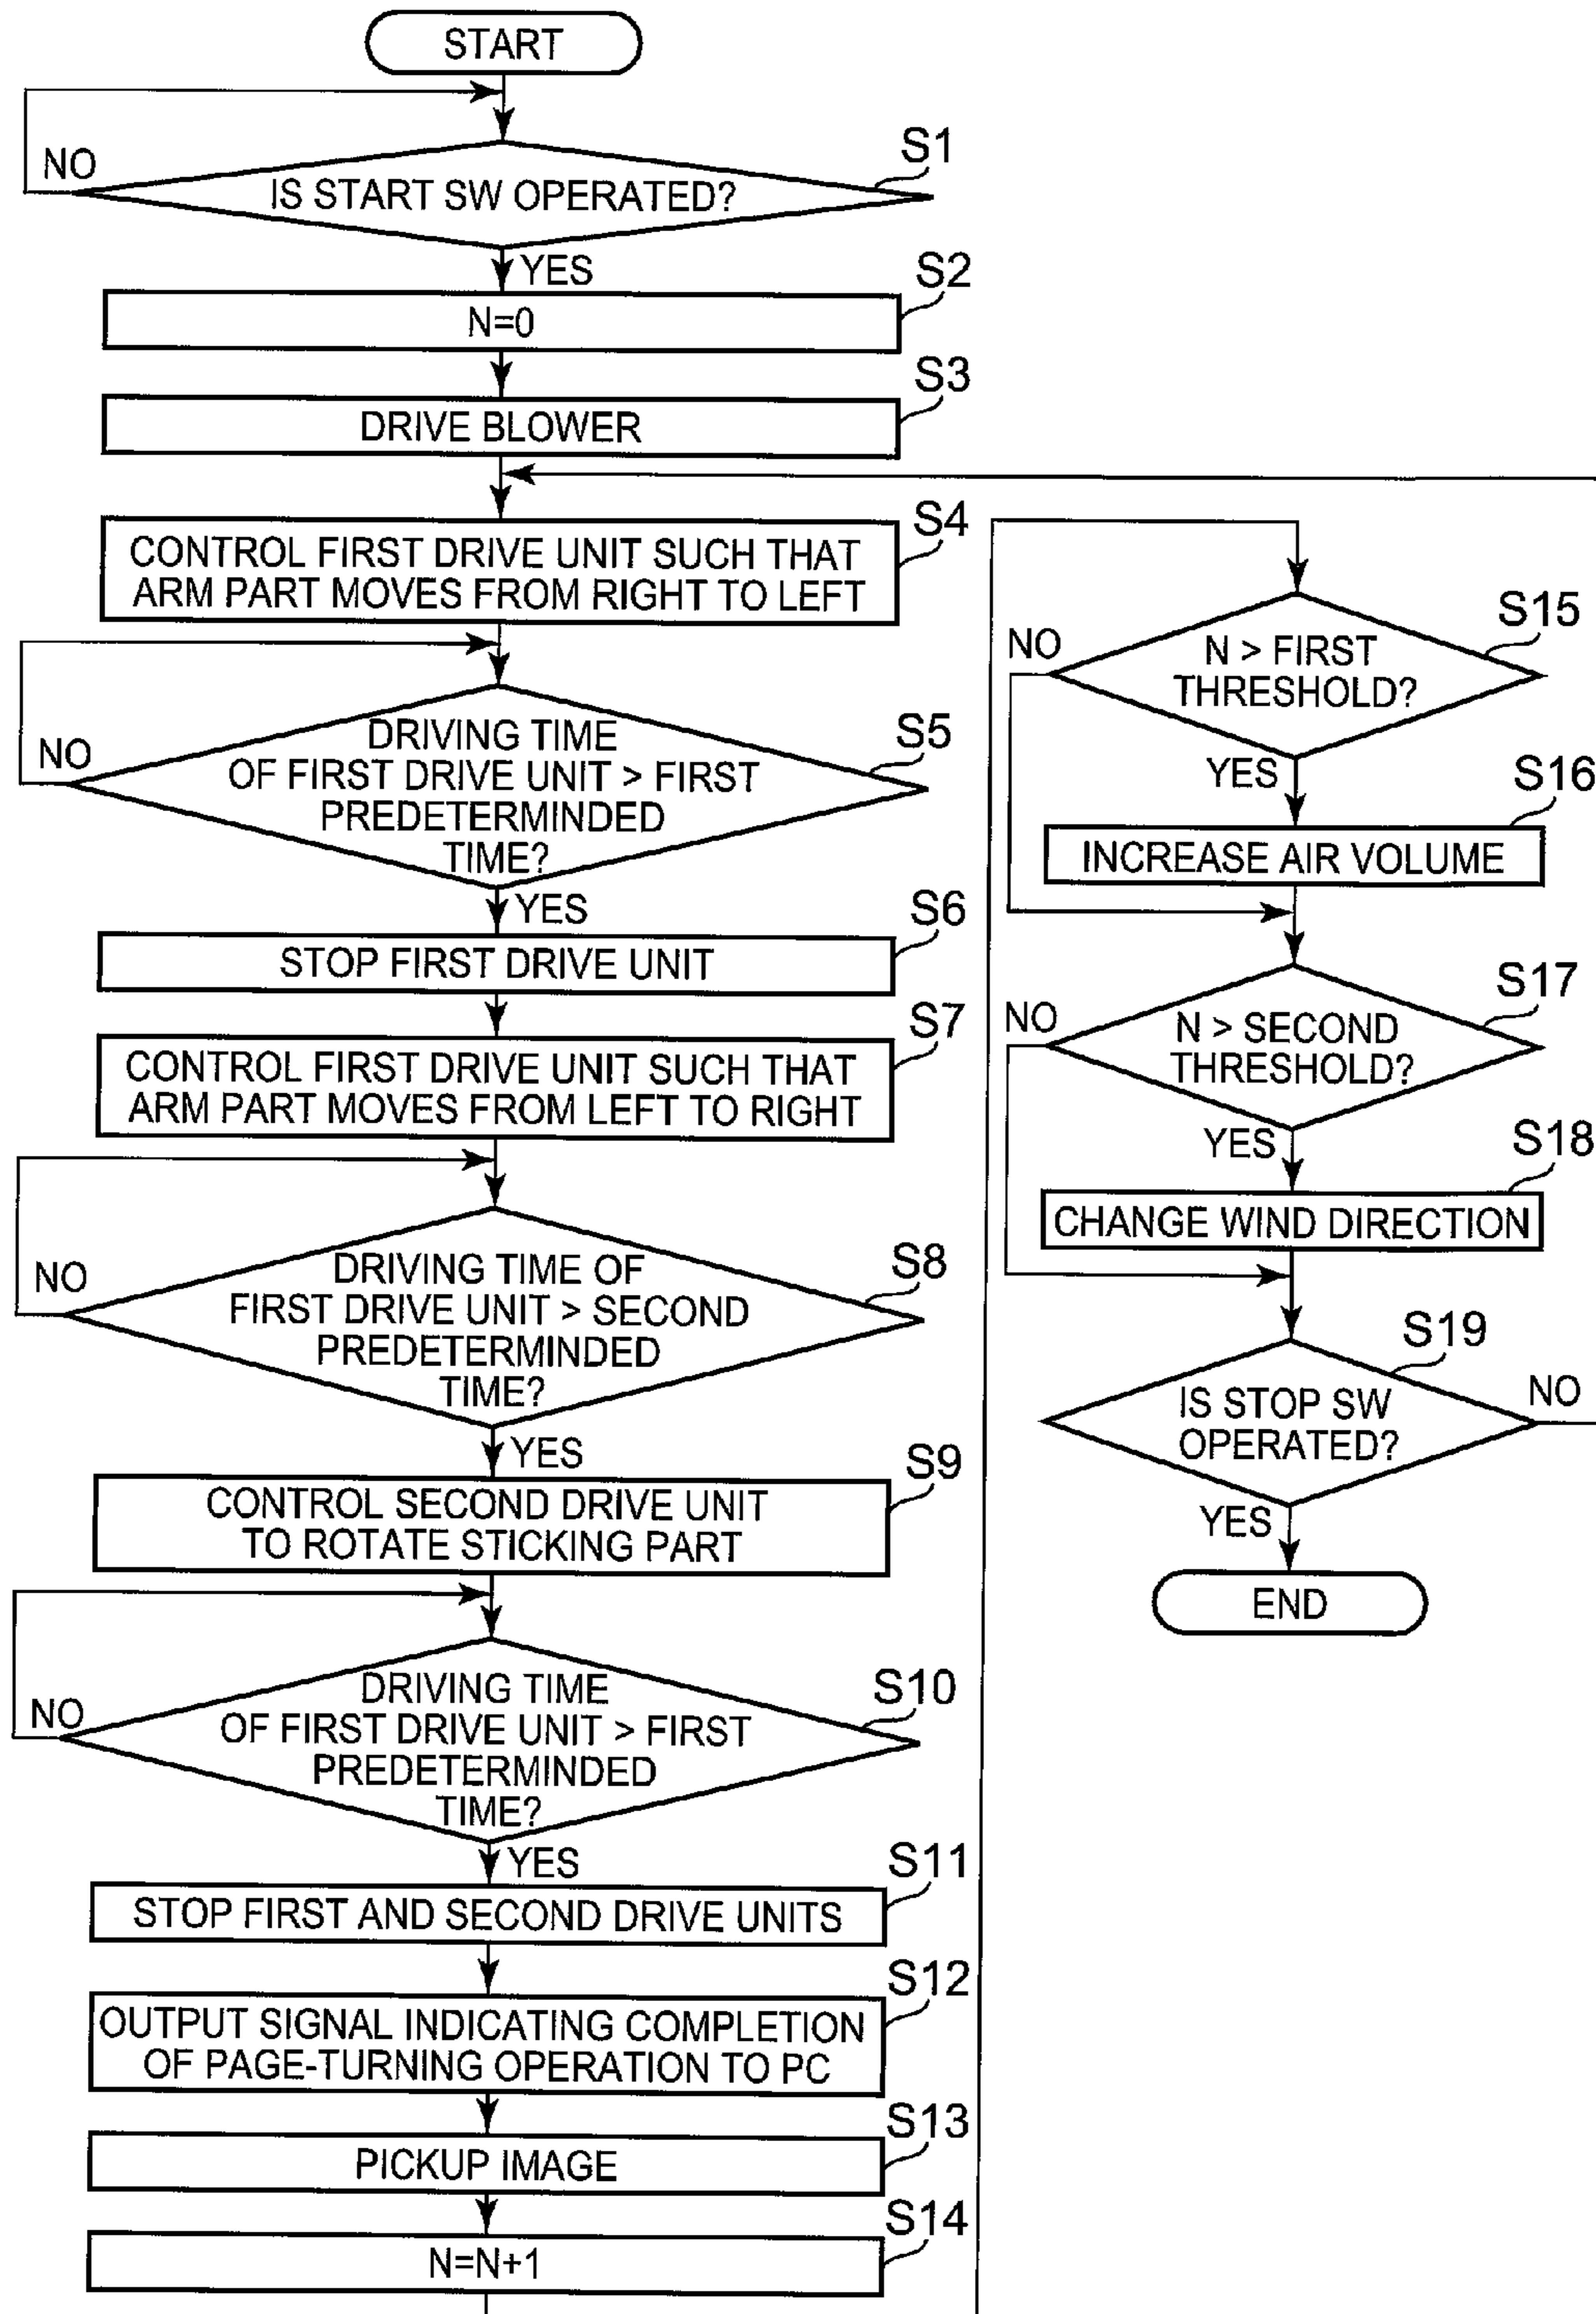 START
S1
NO
IS START SW OPERATED?
YES
S2
N=0
S3
DRIVE BLOWER
S4
CONTROL FIRST DRIVE UNIT SUCH THAT
ARM PART MOVES FROM RIGHT TO LEFT
S5
NO
DRIVING TIME
OF FIRST DRIVE UNIT > FIRST
PREDETERMINDED
TIME?
YES
S6
STOP FIRST DRIVE UNIT
S7
CONTROL FIRST DRIVE UNIT SUCH THAT
ARM PART MOVES FROM LEFT TO RIGHT
S8
NO
DRIVING TIME OF
FIRST DRIVE UNIT > SECOND
PREDETERMINDED
TIME?
YES
S9
CONTROL SECOND DRIVE UNIT
TO ROTATE STICKING PART
S10
NO
DRIVING TIME
OF FIRST DRIVE UNIT > FIRST
PREDETERMINDED
TIME?
YES
S11
STOP FIRST AND SECOND DRIVE UNITS
S12
OUTPUT SIGNAL INDICATING COMPLETION
OF PAGE-TURNING OPERATION TO PC
S13
PICKUP IMAGE
S14
N=N+1
S15
NO
N > FIRST
THRESHOLD?
YES
S16
INCREASE AIR VOLUME
S17
NO
N > SECOND
THRESHOLD?
YES
S18
CHANGE WIND DIRECTION
S19
IS STOP SW
OPERATED?
NO
YES
END